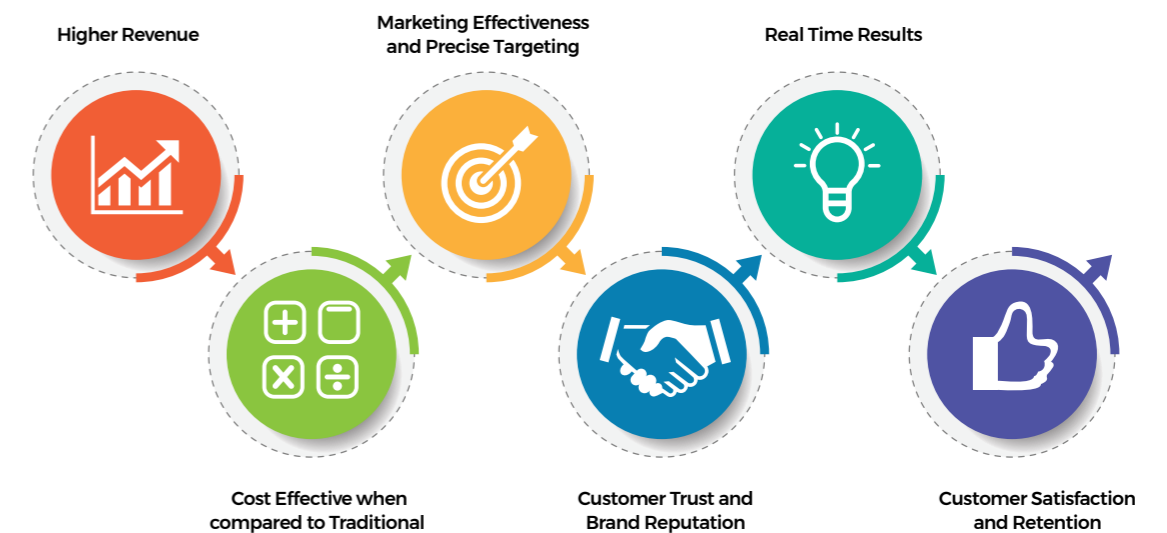 Higher Revenue
Marketing Effectiveness
and Precise Targeting
Real Time Results
Cost Effective when
compared to Traditional
Customer Trust and
Brand Reputation
Customer Satisfaction
and Retention